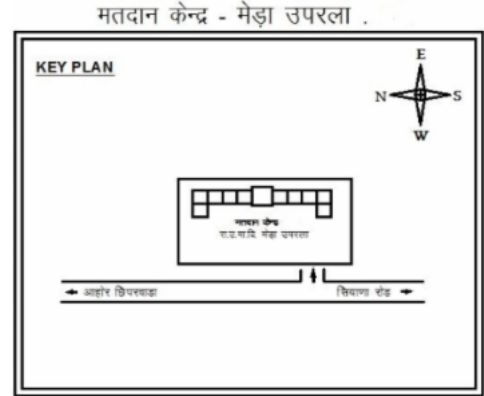 मतदान केन्द्र - मेड़ा उपरला .
KEY PLAN
E
N S
W
मतदान केन्द्र
रा.उ.मा.वि. मेड़ा उपरला
आहोर छिपरवाडा
सियाणा रोड